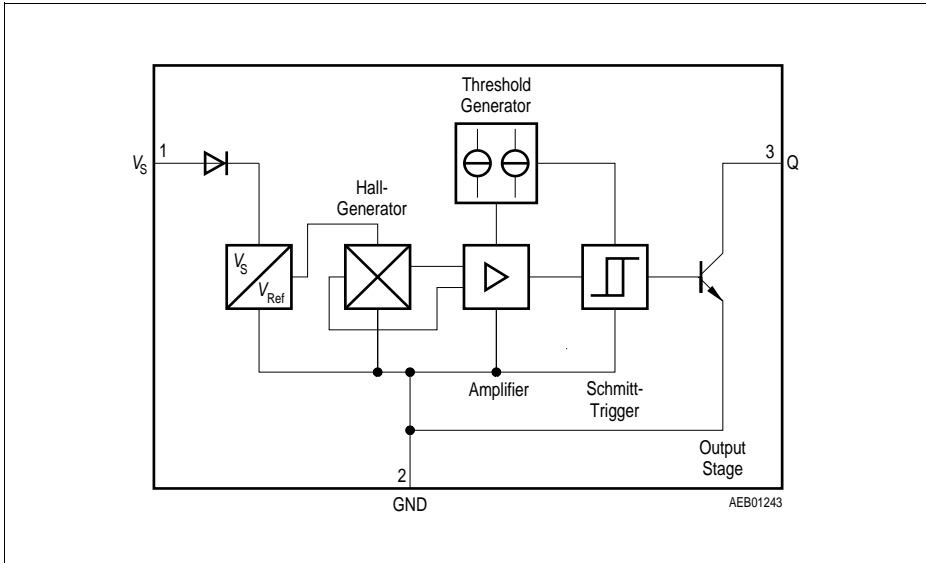 Threshold
Generator
1
3
V_S
Q
Hall-
Generator
V_S
V_Ref
Amplifier
Schmitt-
Trigger
Output
Stage
2
GND
AEB01243